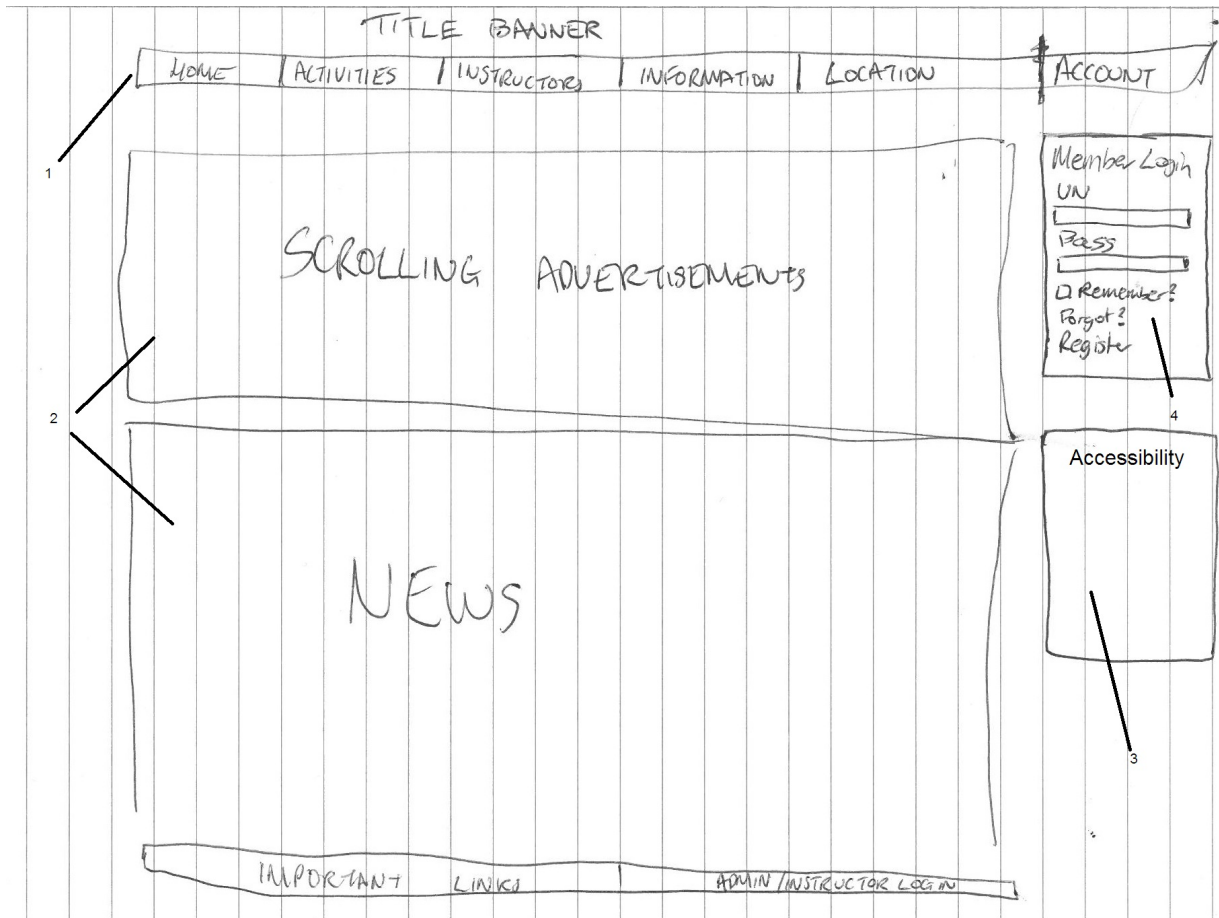 TITLE BANNER
HOME ACTIVITIES INSTRUCTORS INFORMATION LOCATION ACCOUNT
1
SCROLLING ADVERTISEMENTS
Member Login
UN
Pass
Remember?
Forgot?
Register
4
2
Accessibility
NEWS
3
IMPORTANT LINKS ADMIN/INSTRUCTOR LOGIN